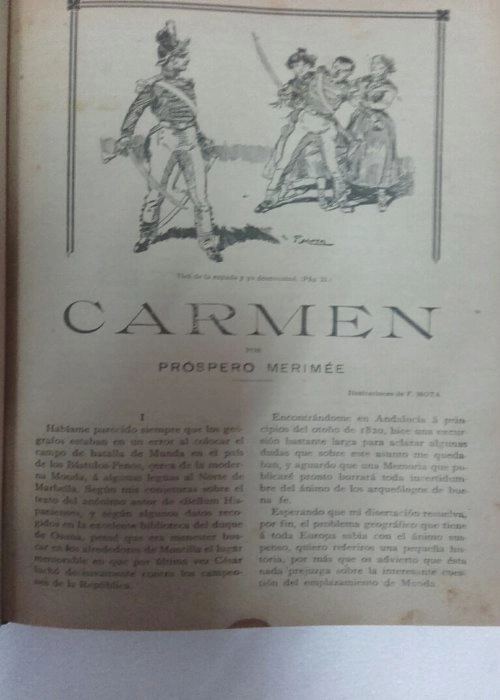 Tiró de la espada y yo desenvainé. (Pág. 21.)
CARMEN
POR
PRÓSPERO MERIMÉE
Ilustraciones de F. MOTA
I
Habíame parecido siempre que los geó-
grafos estaban en un error al colocar el
campo de batalla de Munda en el país
de los Bástulos-Penos, cerca de la moder-
na Monda, á algunas leguas al Norte de
Marbella. Según mis conjeturas sobre el
texto del anónimo autor de «Bellum His-
paniense», y según algunos datos reco-
gidos en la excelente biblioteca del duque
de Osuna, pensé que era menester bus-
car en los alrededores de Montilla el lugar
memorable en que por última vez César
luchó decisivamente contra los campeo-
nes de la República.
Encontrándome en Andalucía á prin-
cipios del otoño de 1820, hice una excur-
sión bastante larga para aclarar algunas
dudas que sobre este asunto me queda-
ban, y aguardo que una Memoria que pu-
blicaré pronto borrará toda incertidum-
bre del ánimo de los arqueólogos de bue-
na fe.
Esperando que mi disertación resuelva,
por fin, el problema geográfico que tiene
á toda Europa sabia con el ánimo sus-
penso, quiero referiros una pequeña his-
toria, por más que os advierto que ésta
nada prejuzga sobre la interesante cues-
tión del emplazamiento de Munda.